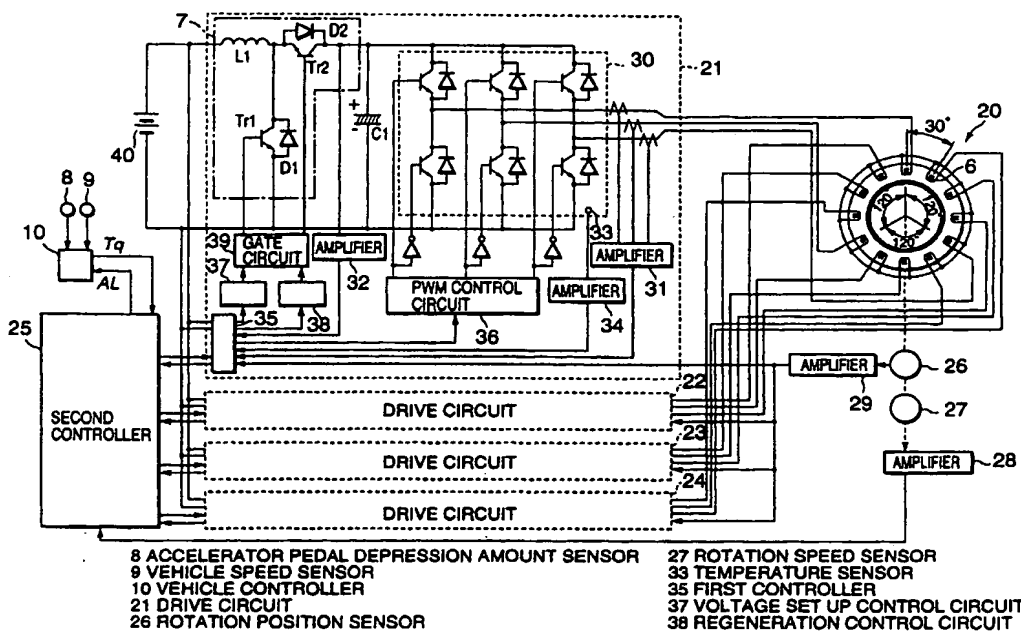 7
D2
L1
Tr2
30
21
Tr1
+
-
C1
D1
40
30°
20
6
120°
120°
120°
8 9
10
Tq
AL
39
GATE CIRCUIT
AMPLIFIER
32
33
AMPLIFIER
31
37
35
38
PWM CONTROL CIRCUIT
36
AMPLIFIER
34
25
SECOND CONTROLLER
AMPLIFIER
29
26
27
22
DRIVE CIRCUIT
23
DRIVE CIRCUIT
AMPLIFIER
28
24
DRIVE CIRCUIT
8 ACCELERATOR PEDAL DEPRESSION AMOUNT SENSOR
9 VEHICLE SPEED SENSOR
10 VEHICLE CONTROLLER
21 DRIVE CIRCUIT
26 ROTATION POSITION SENSOR
27 ROTATION SPEED SENSOR
33 TEMPERATURE SENSOR
35 FIRST CONTROLLER
37 VOLTAGE SET UP CONTROL CIRCUIT
38 REGENERATION CONTROL CIRCUIT